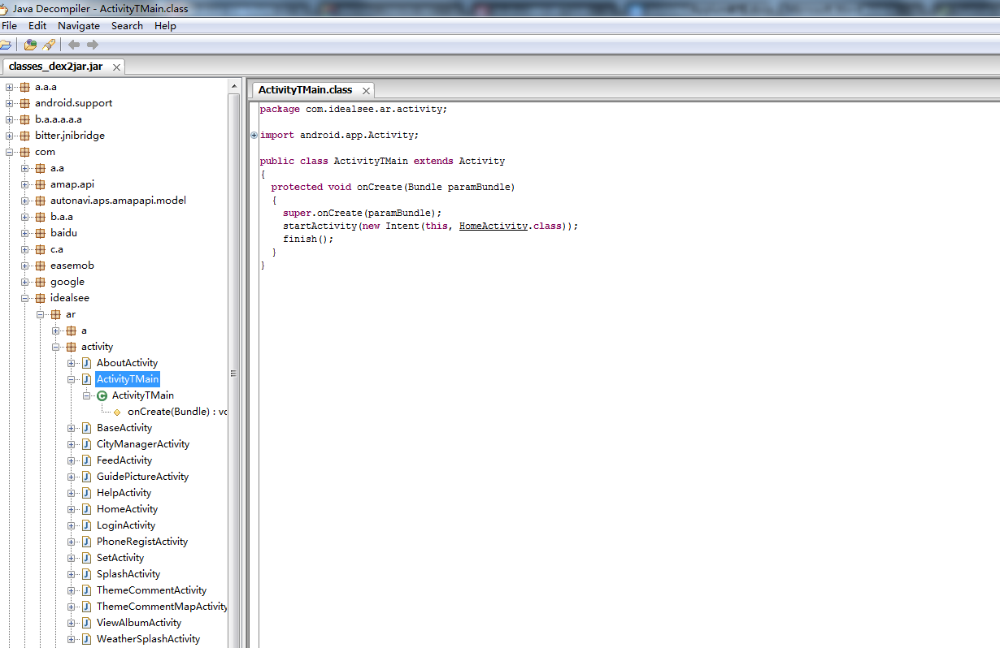 Java Decompiler - ActivityTMain.class
File Edit Navigate Search Help
classes_dex2jar.jar
a.a.a
android.support
b.a.a.a.a.a
bitter.jnibridge
com
a.a
amap.api
autonavi.aps.amapapi.model
b.a.a
baidu
c.a
easemob
google
idealsee
ar
a
activity
AboutActivity
ActivityTMain
ActivityTMain
onCreate(Bundle) : vo
BaseActivity
CityManagerActivity
FeedActivity
GuidePictureActivity
HelpActivity
HomeActivity
LoginActivity
PhoneRegistActivity
SetActivity
SplashActivity
ThemeCommentActivity
ThemeCommentMapActivity
ViewAlbumActivity
WeatherSplashActivity
ActivityTMain.class
package com.idealsee.ar.activity;
import android.app.Activity;
public class ActivityTMain extends Activity
{
protected void onCreate(Bundle paramBundle)
{
super.onCreate(paramBundle);
startActivity(new Intent(this, HomeActivity.class));
finish();
}
}